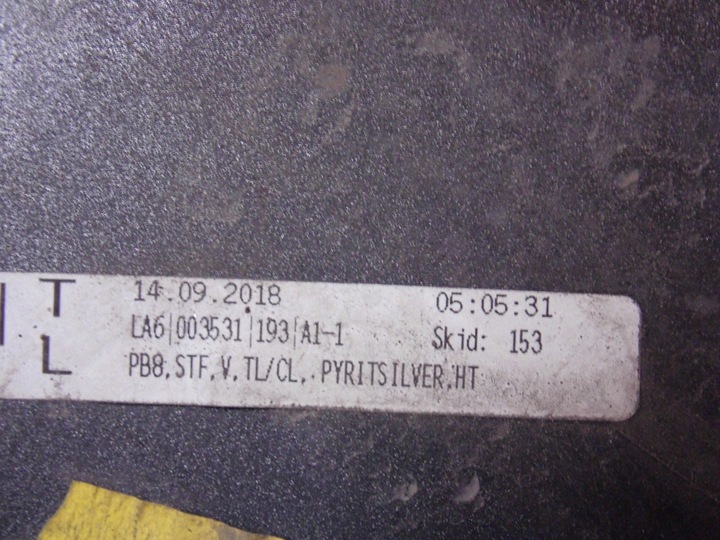 T
14.09.2018 05:05:31
LA6|003531|193|A1-1 Skid: 153
L
PB8,STF,V,TL/CL,.PYRITSILVER,HT